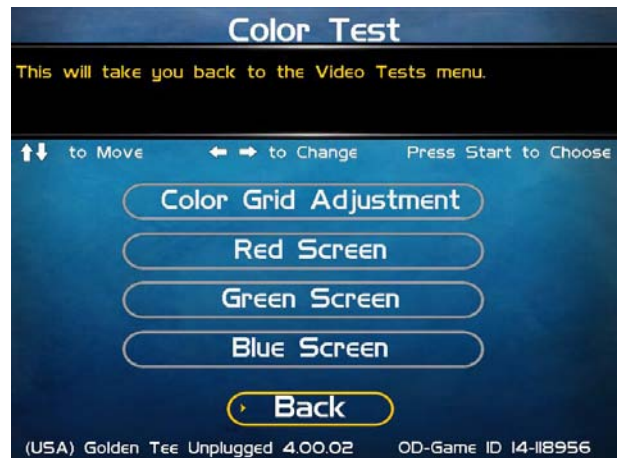 Color Test
This will take you back to the Video Tests menu.
to Move to Change Press Start to Choose
Color Grid Adjustment
Red Screen
Green Screen
Blue Screen
Back
(USA) Golden Tee Unplugged 4.00.02 OD-Game ID 14-118956